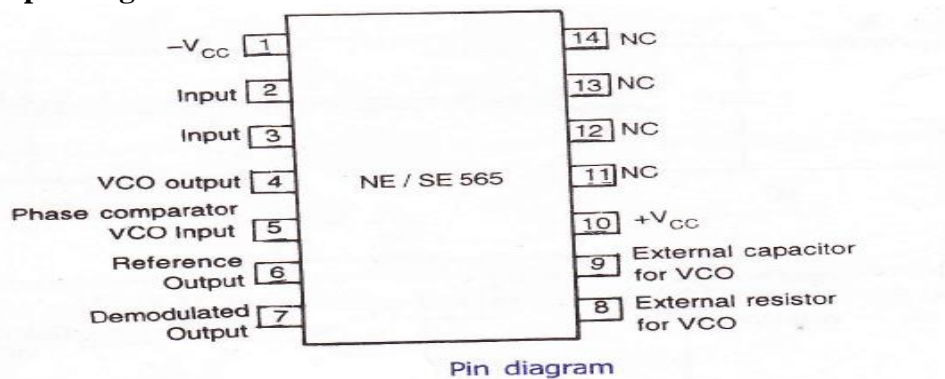 −VCC 1
Input 2
Input 3
VCO output 4
Phase comparator
VCO Input 5
Reference
Output 6
Demodulated
Output 7
NE / SE 565
14 NC
13 NC
12 NC
11 NC
10 +VCC
9 External capacitor
for VCO
8 External resistor
for VCO
Pin diagram